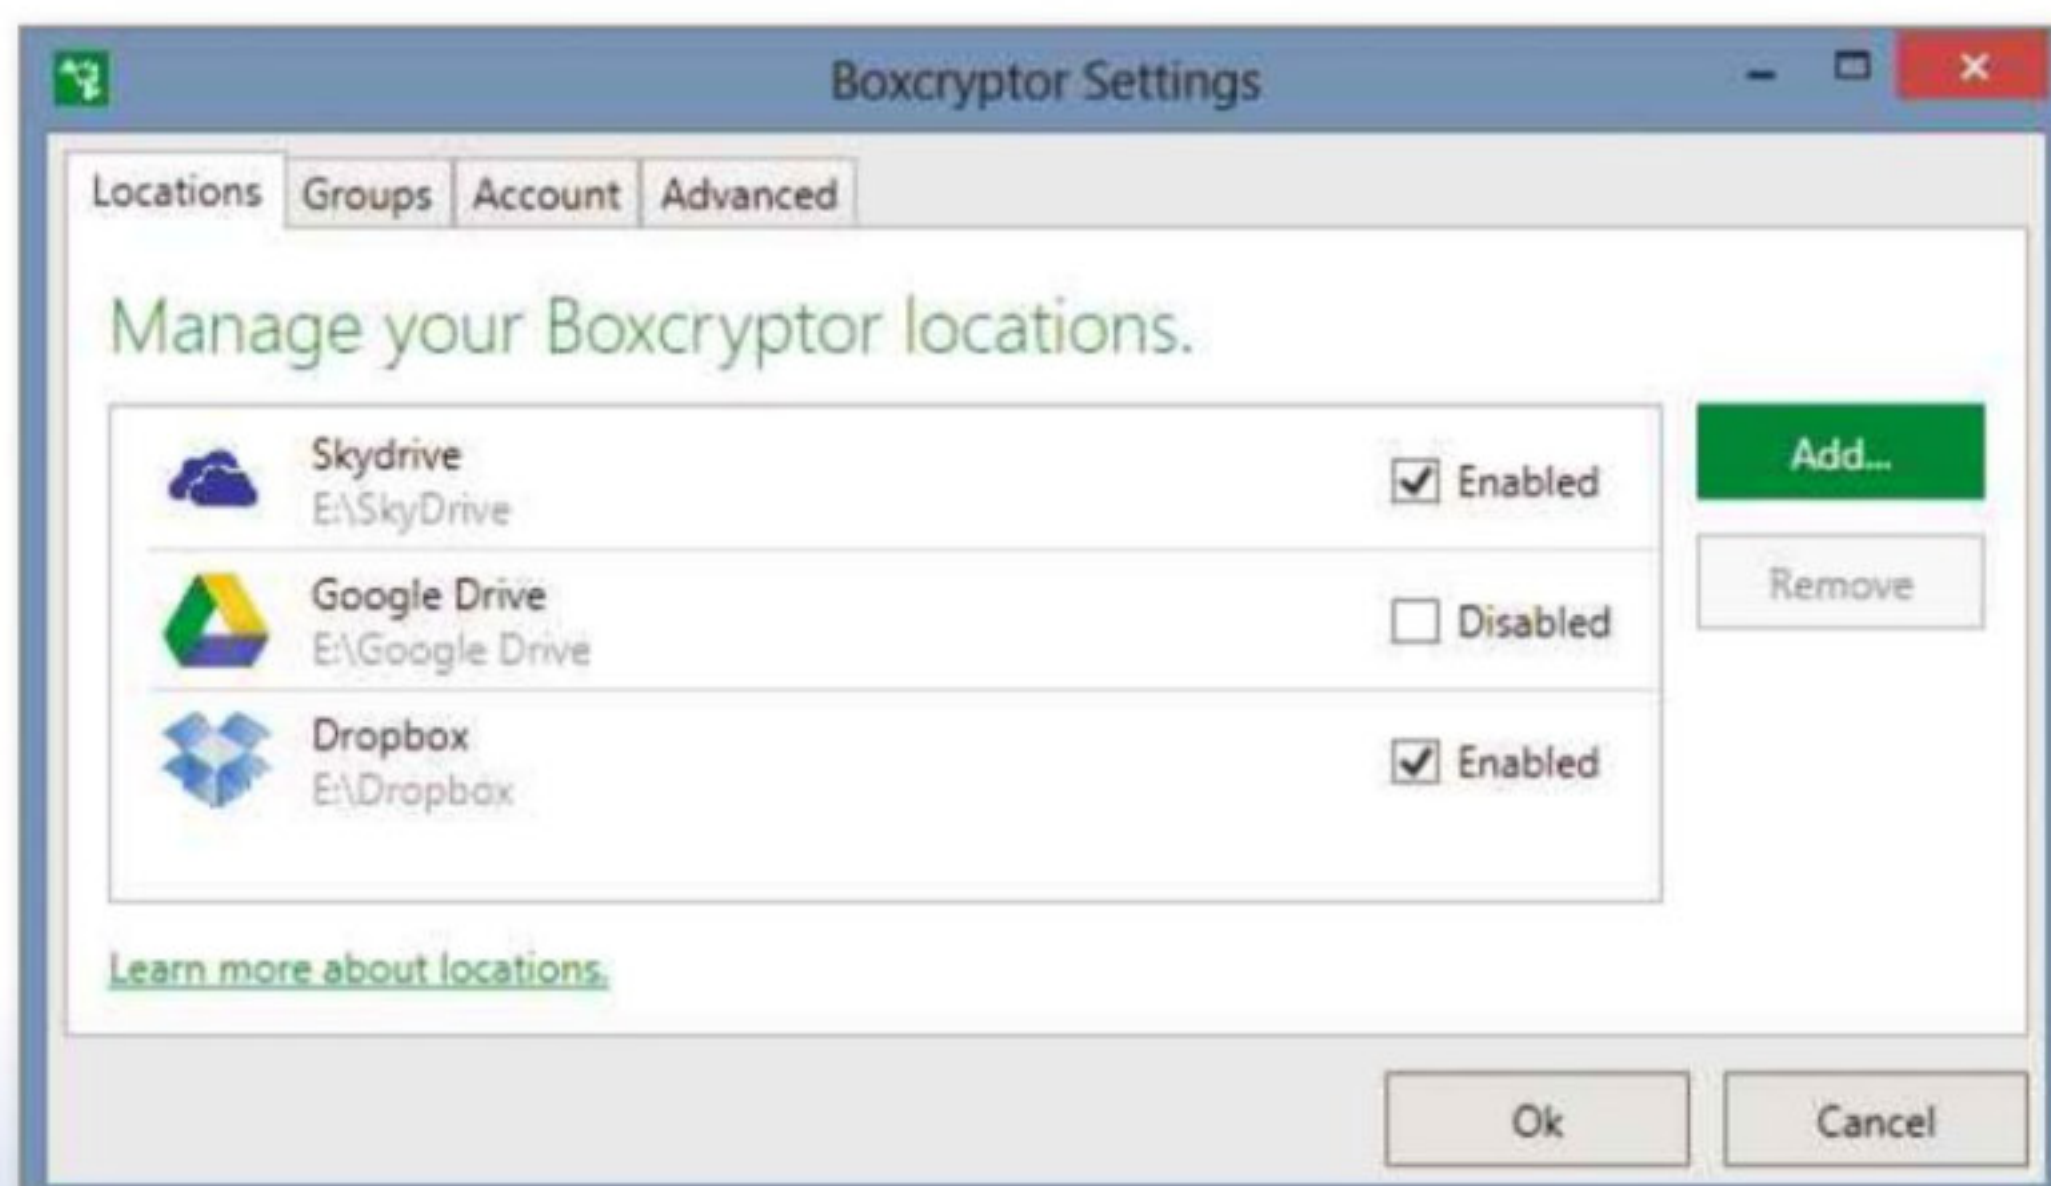 Boxcryptor Settings
Locations Groups Account Advanced
Manage your Boxcryptor locations.
Skydrive
E:\SkyDrive
Enabled
Add...
Google Drive
E:\Google Drive
Disabled
Remove
Dropbox
E:\Dropbox
Enabled
Learn more about locations.
Ok Cancel